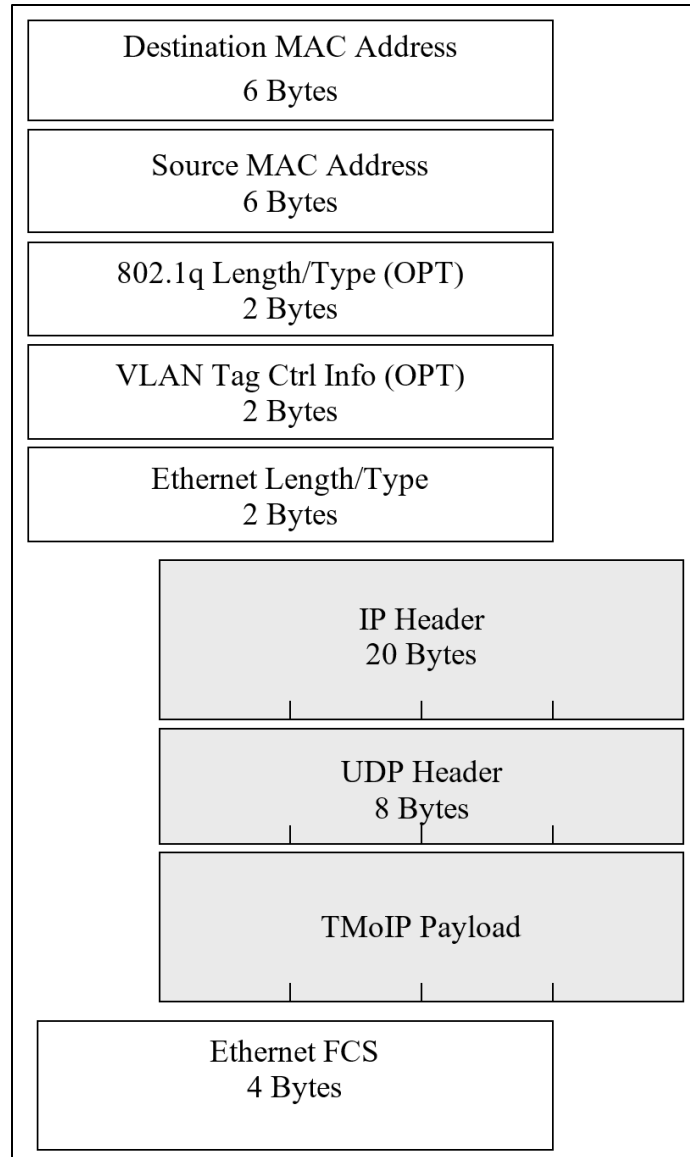 Destination MAC Address
6 Bytes
Source MAC Address
6 Bytes
802.1q Length/Type (OPT)
2 Bytes
VLAN Tag Ctrl Info (OPT)
2 Bytes
Ethernet Length/Type
2 Bytes
IP Header
20 Bytes
UDP Header
8 Bytes
TMoIP Payload
Ethernet FCS
4 Bytes